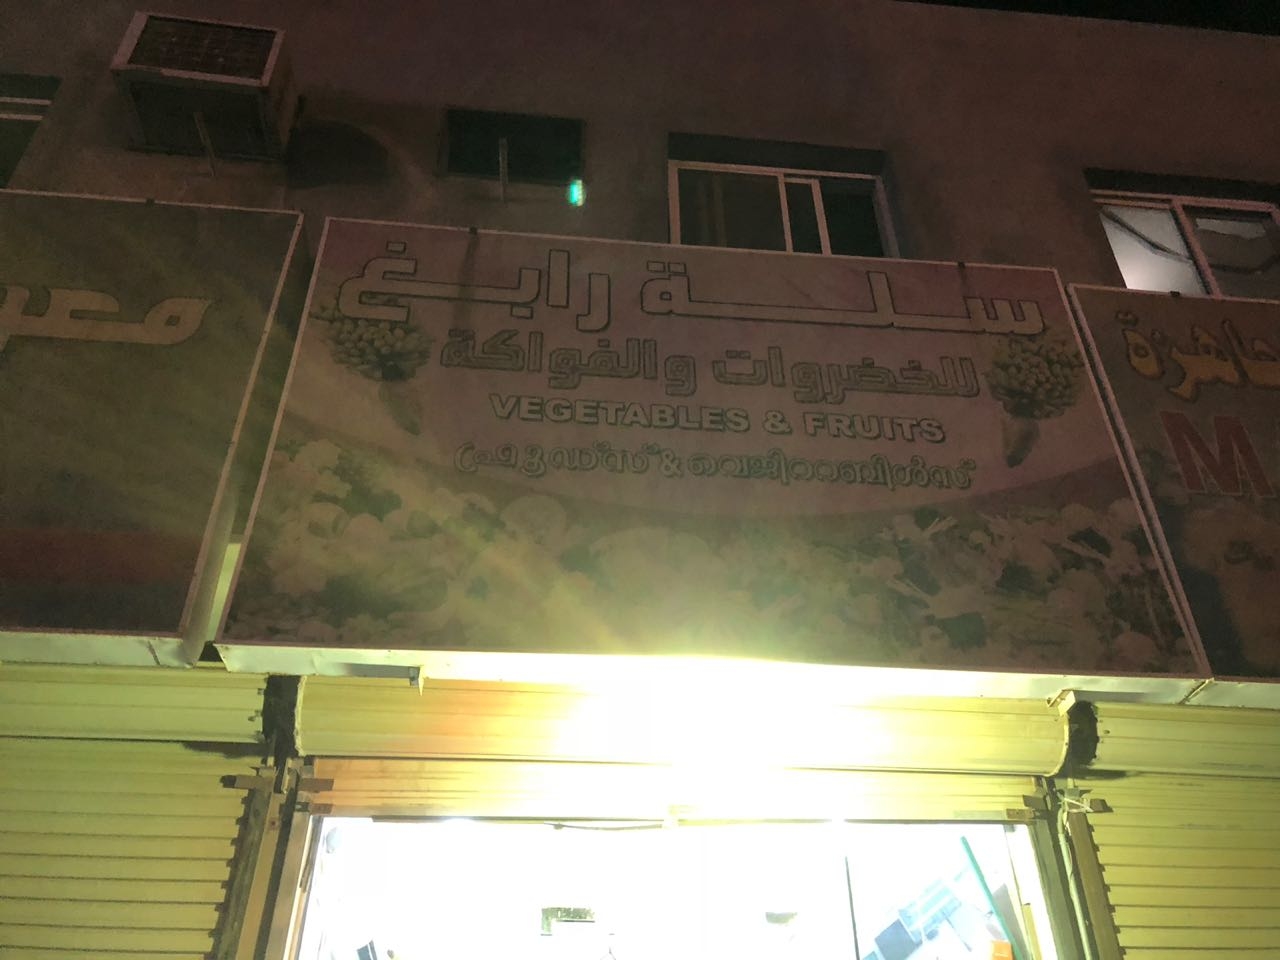 سلة رابغ
للخضروات والفواكة
VEGETABLES & FRUITS
ഫ്രൂട്ട്സ് & വെജിറ്റബിൾസ്